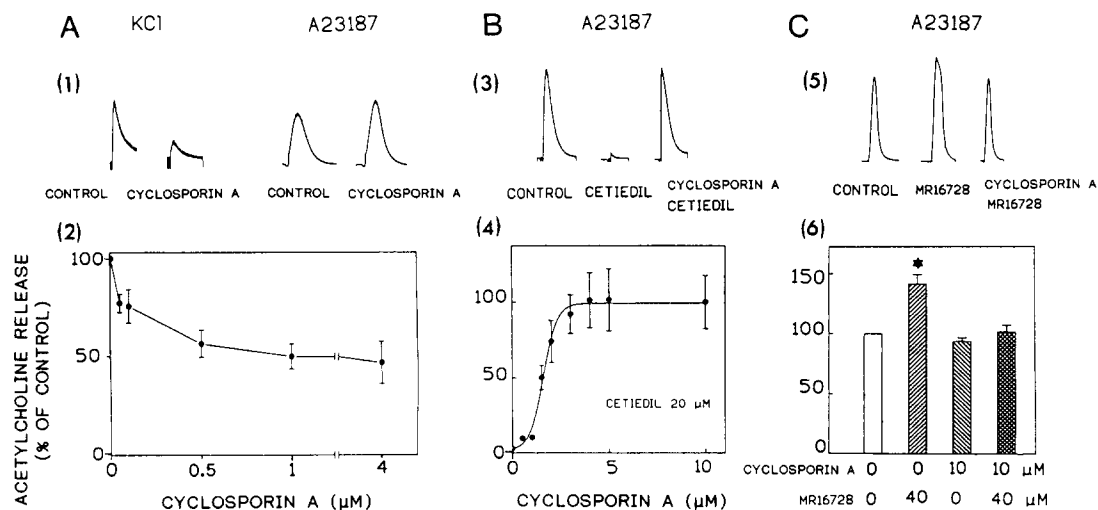 A
KCl
A23187
(1)
CONTROL
CYCLOSPORIN A
CONTROL
CYCLOSPORIN A
B
A23187
(3)
CONTROL
CETIEDIL
CYCLOSPORIN A
CETIEDIL
C
A23187
(5)
CONTROL
MR16728
CYCLOSPORIN A
MR16728
(2)
ACETYLCHOLINE RELEASE
(% OF CONTROL)
100
50
0
0
0.5
1
4
CYCLOSPORIN A (µM)
(4)
100
50
0
CETIEDIL 20 µM
0
5
10
CYCLOSPORIN A (µM)
(6)
150
100
50
0
*
CYCLOSPORIN A 0 0 10 10 µM
MR16728 0 40 0 40 µM